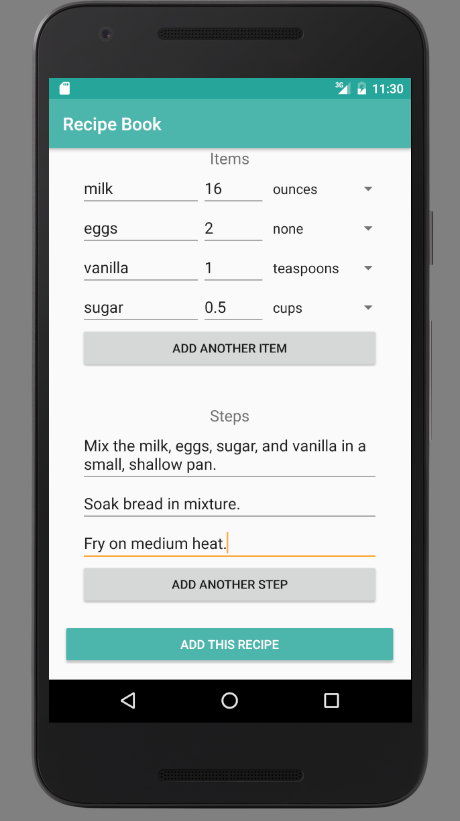 3G 11:30
Recipe Book
Items
milk 16 ounces
eggs 2 none
vanilla 1 teaspoons
sugar 0.5 cups
ADD ANOTHER ITEM
Steps
Mix the milk, eggs, sugar, and vanilla in a
small, shallow pan.
Soak bread in mixture.
Fry on medium heat.
ADD ANOTHER STEP
ADD THIS RECIPE